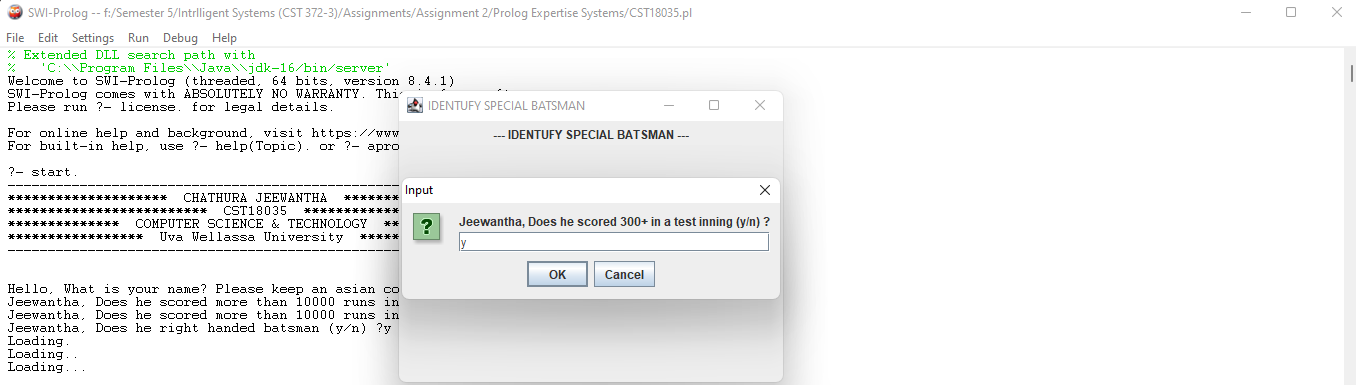 SWI-Prolog -- f:/Semester 5/Intrlligent Systems (CST 372-3)/Assignments/Assignment 2/Prolog Expertise Systems/CST18035.pl
File Edit Settings Run Debug Help
% Extended DLL search path with
% 'C:\\Program Files\\Java\\jdk-16/bin/server'
Welcome to SWI-Prolog (threaded, 64 bits, version 8.4.1)
SWI-Prolog comes with ABSOLUTELY NO WARRANTY. This
Please run ?- license. for legal details.
For online help and background, visit https://www
For built-in help, use ?- help(Topic). or ?- apro
?- start.
--------------------------------------------------
******************** CHATHURA JEEWANTHA *******
************************* CST18035 ************
************** COMPUTER SCIENCE & TECHNOLOGY **
***************** Uva Wellassa University *****
--------------------------------------------------
Hello, What is your name? Please keep an asian co
Jeewantha, Does he scored more than 10000 runs in
Jeewantha, Does he scored more than 10000 runs in
Jeewantha, Does he right handed batsman (y/n) ?y
Loading.
Loading..
Loading...
IDENTUFY SPECIAL BATSMAN
--- IDENTUFY SPECIAL BATSMAN ---
Input
?
Jeewantha, Does he scored 300+ in a test inning (y/n) ?
y
OK Cancel